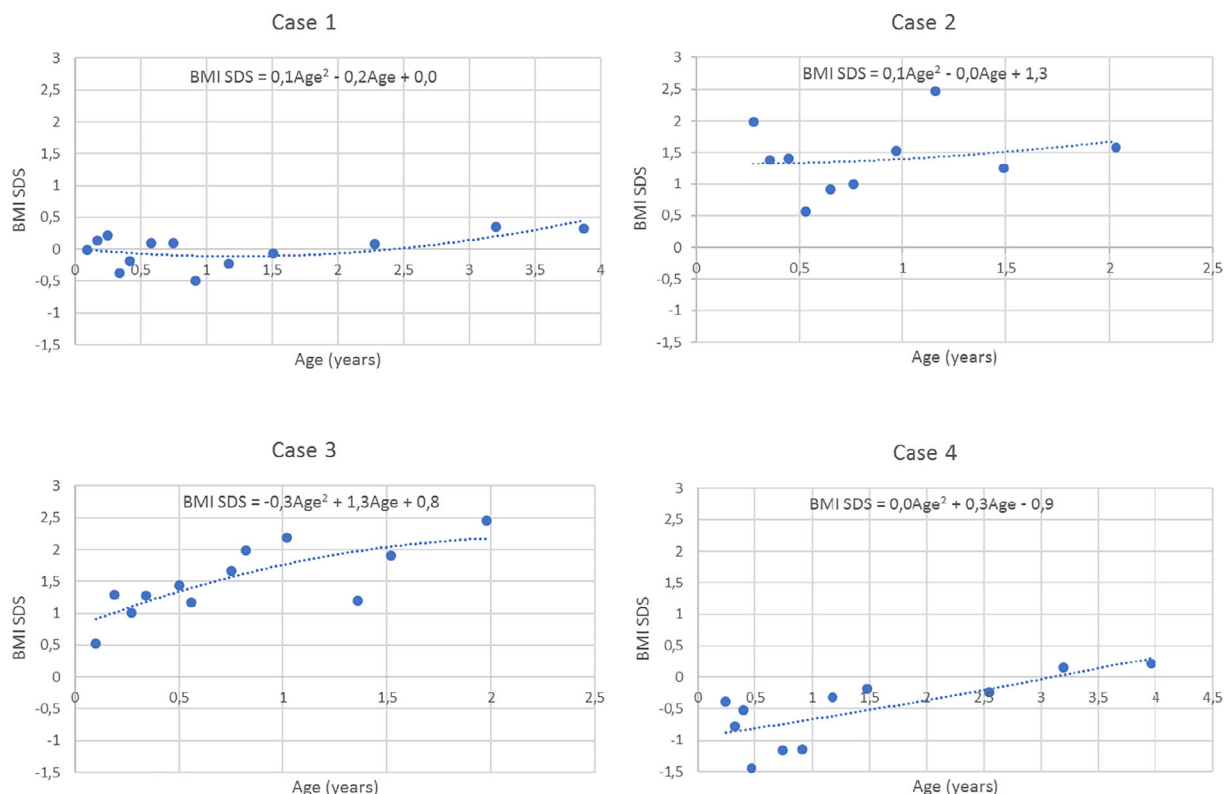 Case 1
BMI SDS = 0,1Age² - 0,2Age + 0,0
3
2,5
2
1,5
1
0,5
0
-0,5
-1
-1,5
0 0,5 1 1,5 2 2,5 3 3,5 4
BMI SDS
Age (years)
Case 2
BMI SDS = 0,1Age² - 0,0Age + 1,3
3
2,5
2
1,5
1
0,5
0
-0,5
-1
-1,5
0 0,5 1 1,5 2 2,5
BMI SDS
Age (years)
Case 3
BMI SDS = -0,3Age² + 1,3Age + 0,8
3
2,5
2
1,5
1
0,5
0
-0,5
-1
-1,5
0 0,5 1 1,5 2 2,5
BMI SDS
Age (years)
Case 4
BMI SDS = 0,0Age² + 0,3Age - 0,9
3
2,5
2
1,5
1
0,5
0
-0,5
-1
-1,5
0 0,5 1 1,5 2 2,5 3 3,5 4 4,5
BMI SDS
Age (years)